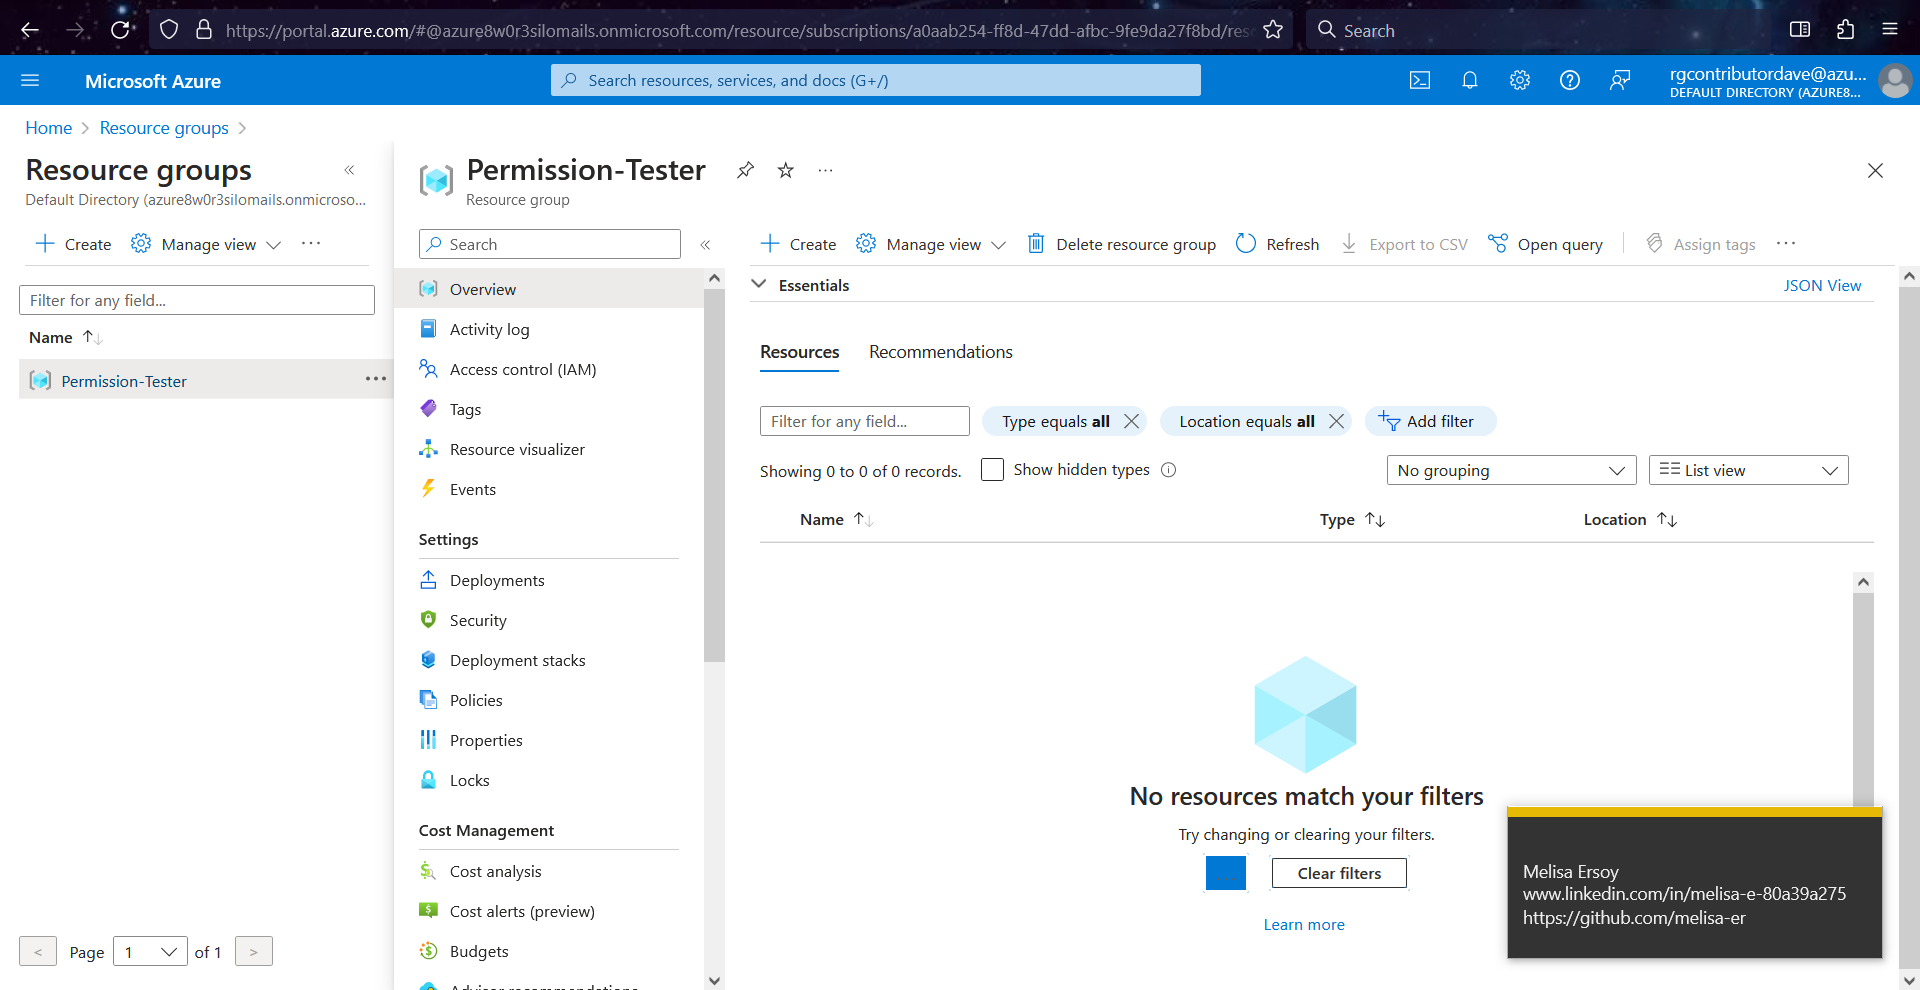 https://portal.azure.com/#@azure8w0r3silomails.onmicrosoft.com/resource/subscriptions/a0aab254-ff8d-47dd-afbc-9fe9da27f8bd/reso
Search
Microsoft Azure
Search resources, services, and docs (G+/)
rgcontributordave@azu...
DEFAULT DIRECTORY (AZURE8...
Home
Resource groups
Resource groups
«
Default Directory (azure8w0r3silomails.onmicroso...
Create
Manage view
...
Filter for any field...
Name
Permission-Tester
...
< Page 1 of 1 >
Permission-Tester
...
Resource group
Search
«
Overview
Activity log
Access control (IAM)
Tags
Resource visualizer
Events
Settings
Deployments
Security
Deployment stacks
Policies
Properties
Locks
Cost Management
Cost analysis
Cost alerts (preview)
Budgets
Advisor recommendations
Create
Manage view
Delete resource group
Refresh
Export to CSV
Open query
Assign tags
...
Essentials
JSON View
Resources
Recommendations
Filter for any field...
Type equals all
Location equals all
Add filter
Showing 0 to 0 of 0 records.
Show hidden types
No grouping
List view
Name
Type
Location
No resources match your filters
Try changing or clearing your filters.
Clear filters
Learn more
Melisa Ersoy
www.linkedin.com/in/melisa-e-80a39a275
https://github.com/melisa-er